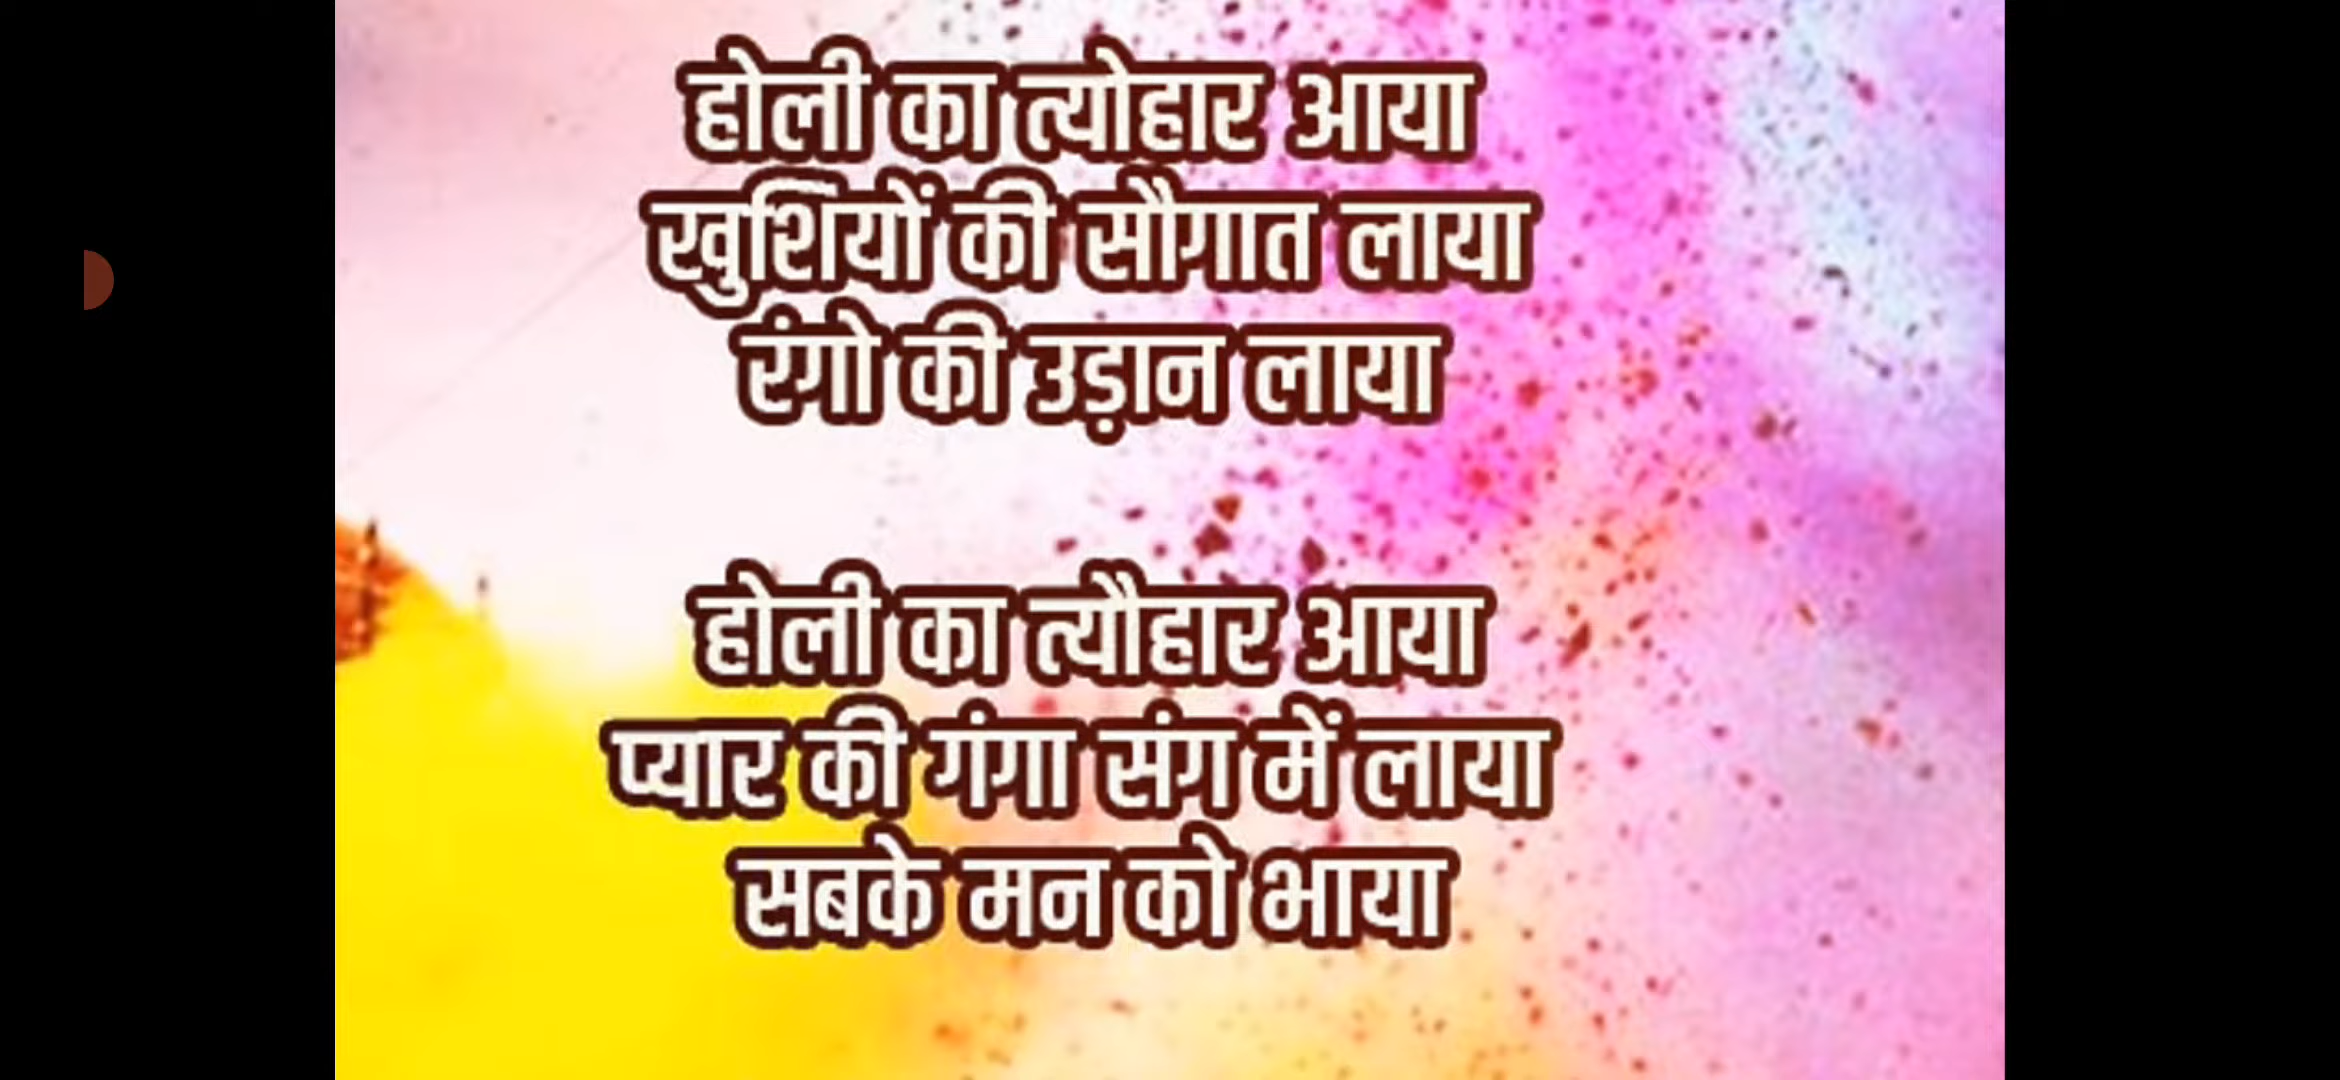 होली का त्योहार आया
खुशियों की सौगात लाया
रंगो की उड़ान लाया
होली का त्यौहार आया
प्यार की गंगा संग में लाया
सबके मन को भाया